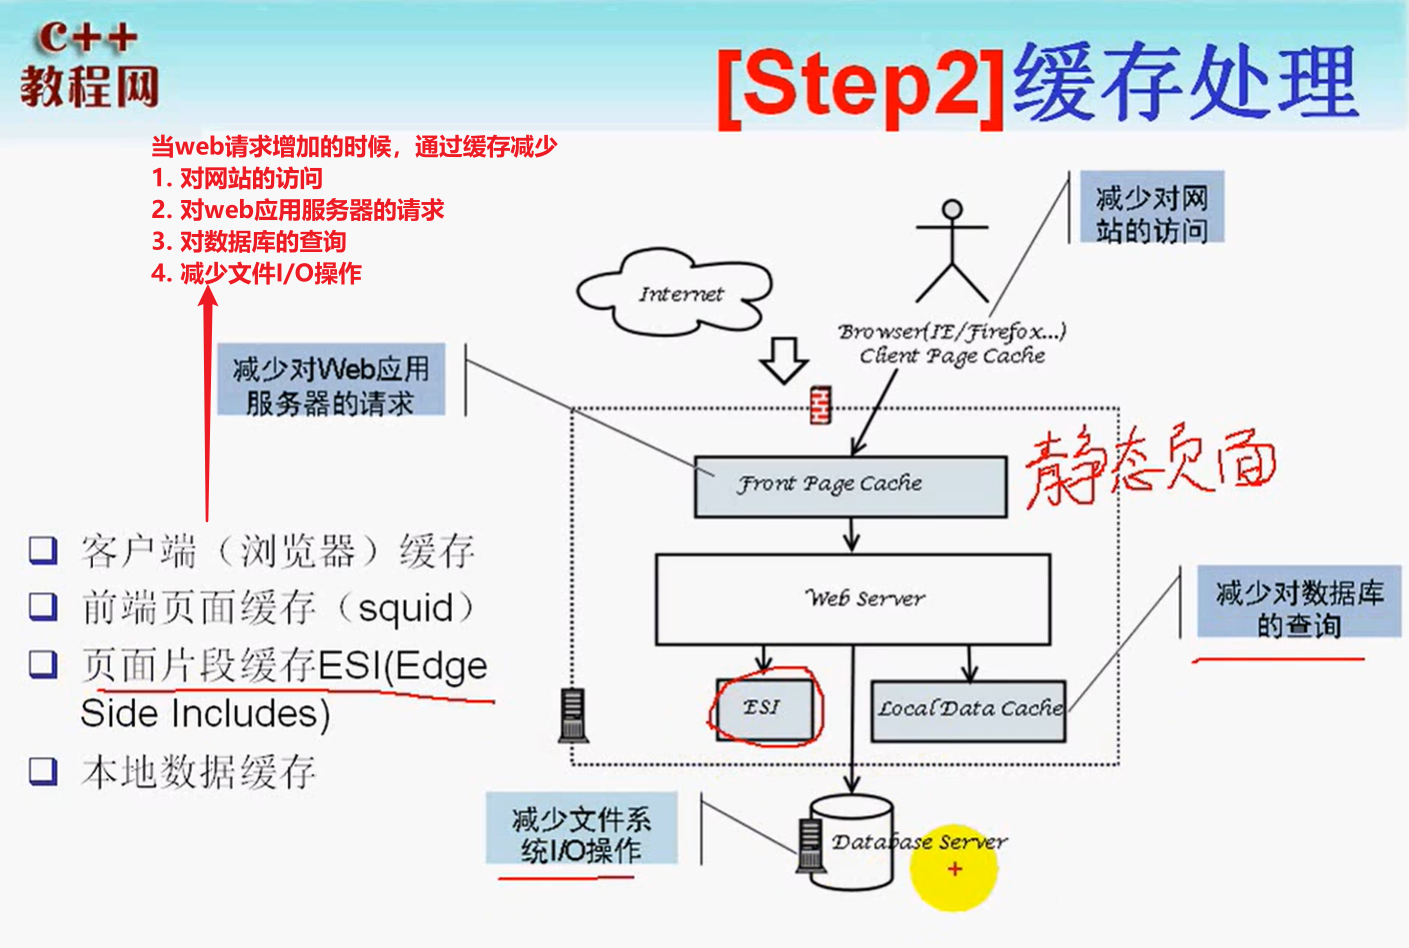 C++
教程网
[Step2]缓存处理
当web请求增加的时候，通过缓存减少
1. 对网站的访问
2. 对web应用服务器的请求
3. 对数据库的查询
4. 减少文件I/O操作
减少对网
站的访问
Internet
Browser(IE/Firefox...)
Client Page Cache
减少对Web应用
服务器的请求
Front Page Cache
静态页面
客户端（浏览器）缓存
前端页面缓存（squid）
页面片段缓存ESI(Edge
Side Includes)
本地数据缓存
Web Server
减少对数据库
的查询
ESI
Local Data Cache
减少文件系
统I/O操作
Database Server